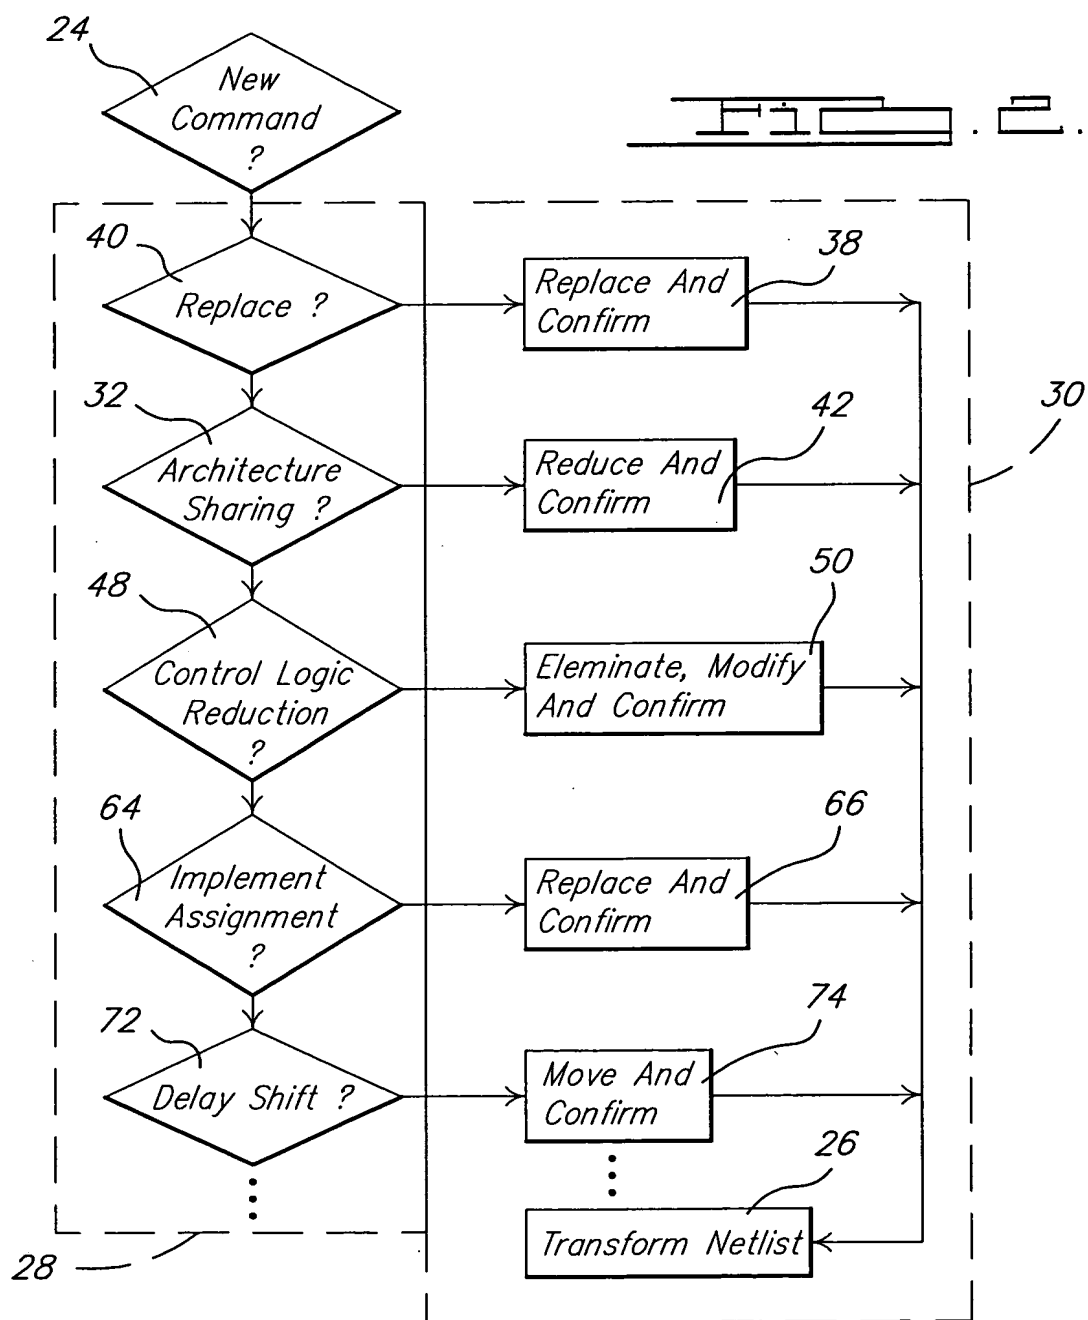 24
New
Command
?
40
Replace ?
38
Replace And
Confirm
32
Architecture
Sharing ?
42
Reduce And
Confirm
30
48
Control Logic
Reduction
?
50
Eleminate, Modify
And Confirm
64
Implement
Assignment
?
66
Replace And
Confirm
72
Delay Shift ?
74
Move And
Confirm
26
Transform Netlist
28